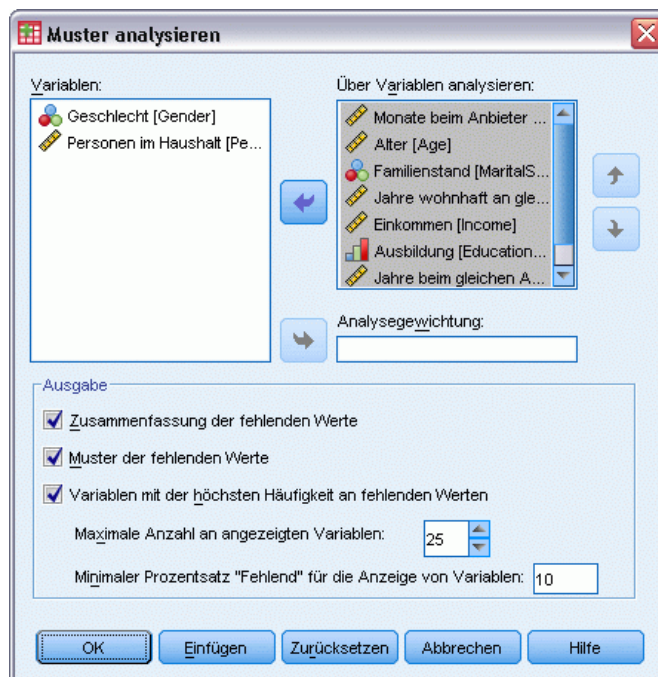 Muster analysieren
Variablen:
Geschlecht [Gender]
Personen im Haushalt [Pe...
Über Variablen analysieren:
Monate beim Anbieter ...
Alter [Age]
Familienstand [MaritalS...
Jahre wohnhaft an gle...
Einkommen [Income]
Ausbildung [Education...
Jahre beim gleichen A...
Analysegewichtung:
Ausgabe
Zusammenfassung der fehlenden Werte
Muster der fehlenden Werte
Variablen mit der höchsten Häufigkeit an fehlenden Werten
Maximale Anzahl an angezeigten Variablen: 25
Minimaler Prozentsatz "Fehlend" für die Anzeige von Variablen: 10
OK Einfügen Zurücksetzen Abbrechen Hilfe